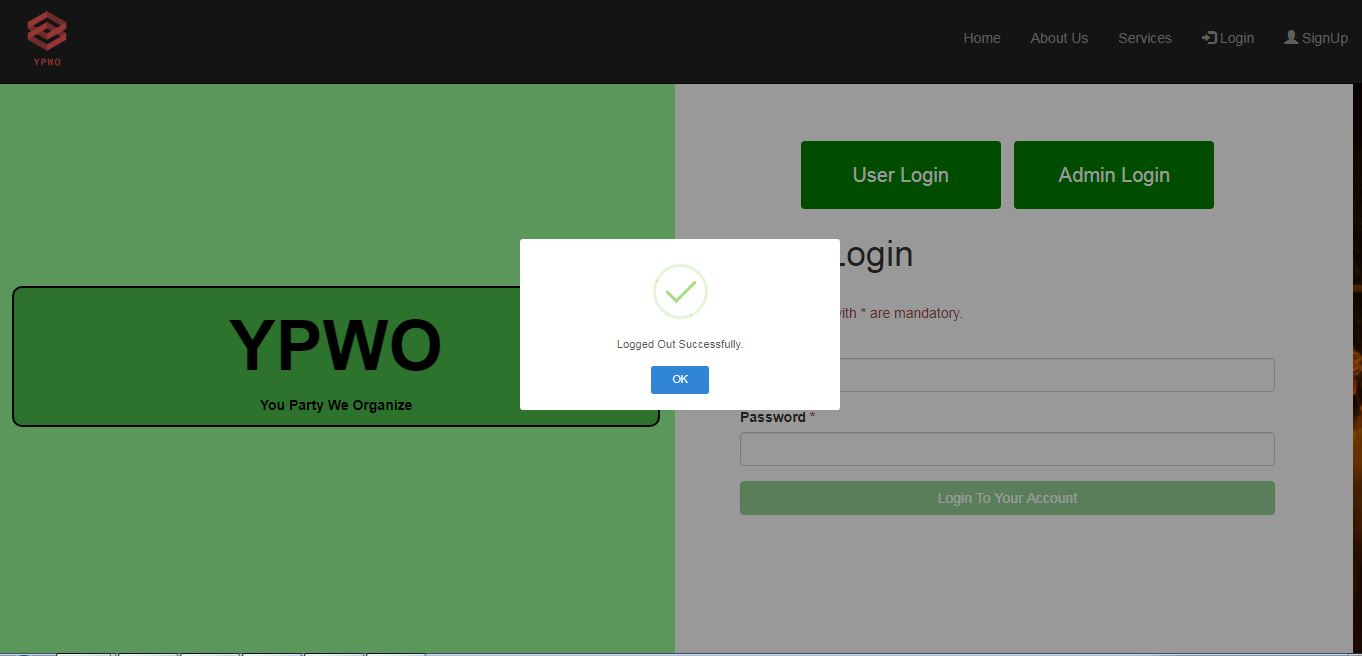 YPWO
Home About Us Services Login SignUp
User Login Admin Login
Login
with * are mandatory.
YPWO
You Party We Organize
Logged Out Successfully.
OK
Password *
Login To Your Account